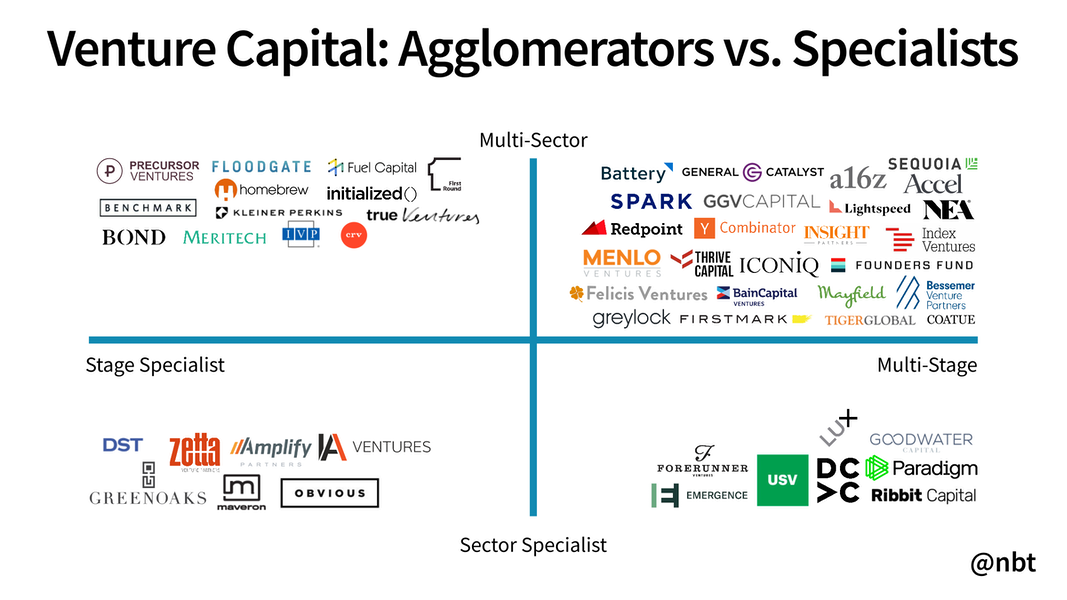 Venture Capital: Agglomerators vs. Specialists
Multi-Sector
PRECURSOR
VENTURES
FLOODGATE
Fuel Capital
First
Round
homebrew
initialized()
BENCHMARK
KLEINER PERKINS
true Ventures
BOND
MERITECH
IVP
crv
Battery
GENERAL CATALYST
a16z
SEQUOIA
Accel
SPARK
GGVCAPITAL
Lightspeed
NEA
Redpoint
Y Combinator
INSIGHT
PARTNERS
Index
Ventures
MENLO
VENTURES
THRIVE
CAPITAL
ICONIQ
FOUNDERS FUND
Felicis Ventures
BainCapital
VENTURES
Mayfield
Bessemer
Venture
Partners
greylock
FIRSTMARK
TIGERGLOBAL
COATUE
Stage Specialist
Multi-Stage
DST
zetta
Amplify
PARTNERS
IA VENTURES
GREENOAKS
m
maveron
OBVIOUS
F
FORERUNNER
VENTURES
EMERGENCE
USV
LUX
DC
VC
GOODWATER
CAPITAL
Paradigm
Ribbit Capital
Sector Specialist
@nbt